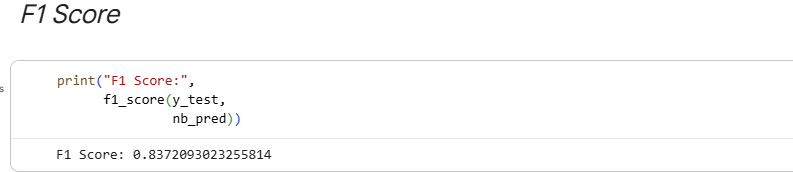 F1 Score
print("F1 Score:",
f1_score(y_test,
nb_pred))
s
F1 Score: 0.8372093023255814